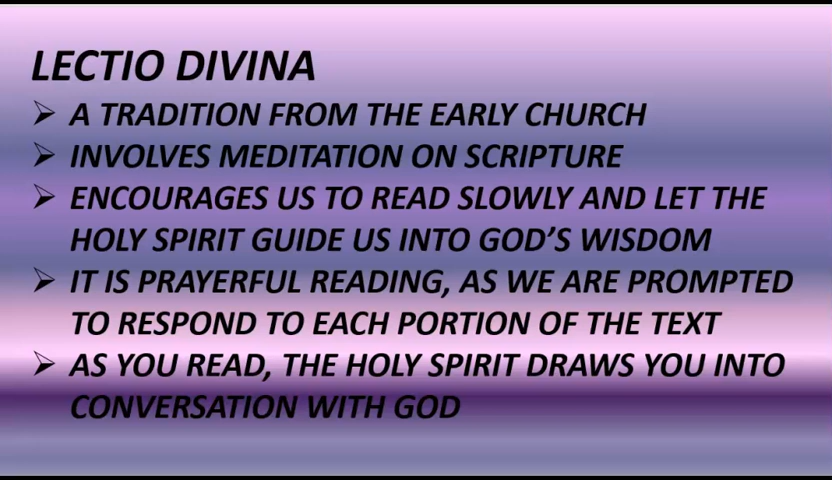 LECTIO DIVINA
➢ A TRADITION FROM THE EARLY CHURCH
➢ INVOLVES MEDITATION ON SCRIPTURE
➢ ENCOURAGES US TO READ SLOWLY AND LET THE
HOLY SPIRIT GUIDE US INTO GOD’S WISDOM
➢ IT IS PRAYERFUL READING, AS WE ARE PROMPTED
TO RESPOND TO EACH PORTION OF THE TEXT
➢ AS YOU READ, THE HOLY SPIRIT DRAWS YOU INTO
CONVERSATION WITH GOD